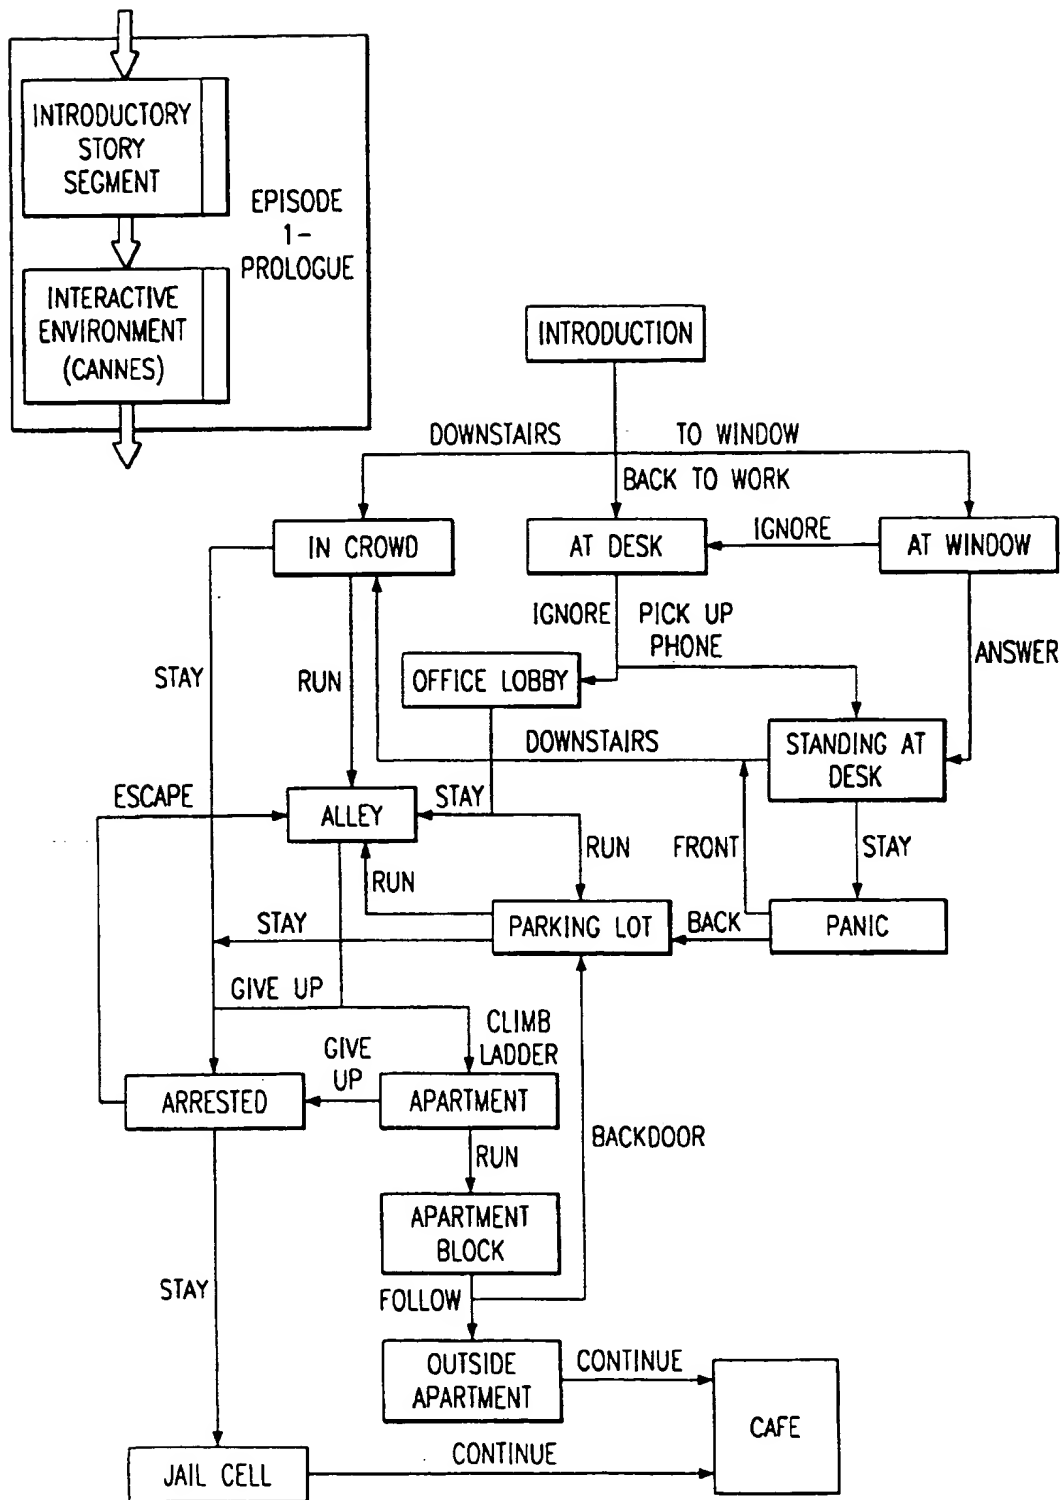 INTRODUCTORY
STORY
SEGMENT
EPISODE
1-
PROLOGUE
INTERACTIVE
ENVIRONMENT
(CANNES)
INTRODUCTION
DOWNSTAIRS
TO WINDOW
BACK TO WORK
IN CROWD
AT DESK
IGNORE
AT WINDOW
IGNORE
PICK UP
PHONE
ANSWER
STAY
RUN
OFFICE LOBBY
DOWNSTAIRS
STANDING AT
DESK
ESCAPE
ALLEY
STAY
RUN
FRONT
STAY
RUN
STAY
PARKING LOT
BACK
PANIC
GIVE UP
CLIMB
LADDER
GIVE
UP
ARRESTED
APARTMENT
BACKDOOR
RUN
APARTMENT
BLOCK
STAY
FOLLOW
OUTSIDE
APARTMENT
CONTINUE
CAFE
JAIL CELL
CONTINUE